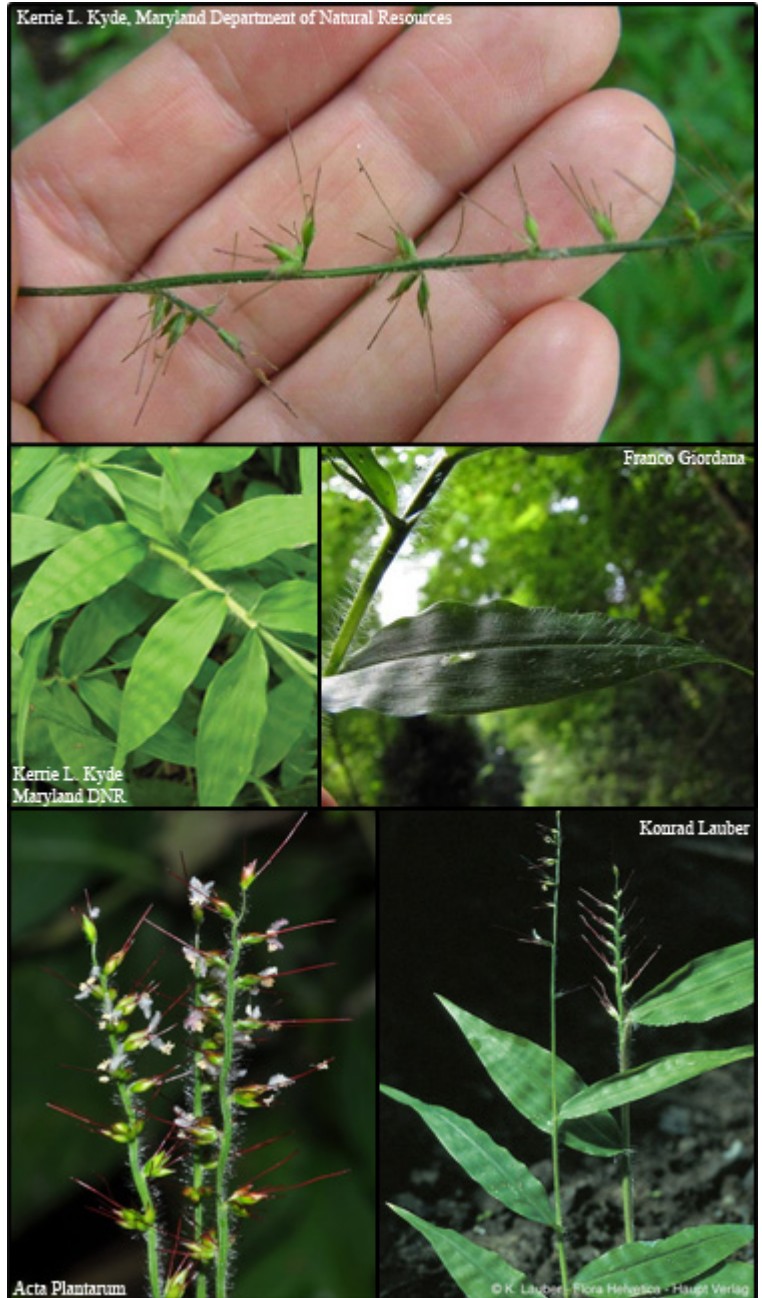 Kerrie L. Kyde, Maryland Department of Natural Resources
Franco Giordana
Kerrie L. Kyde
Maryland DNR
Konrad Lauber
Acta Plantarum
© K. Lauber - Flora Helvetica - Haupt Verlag